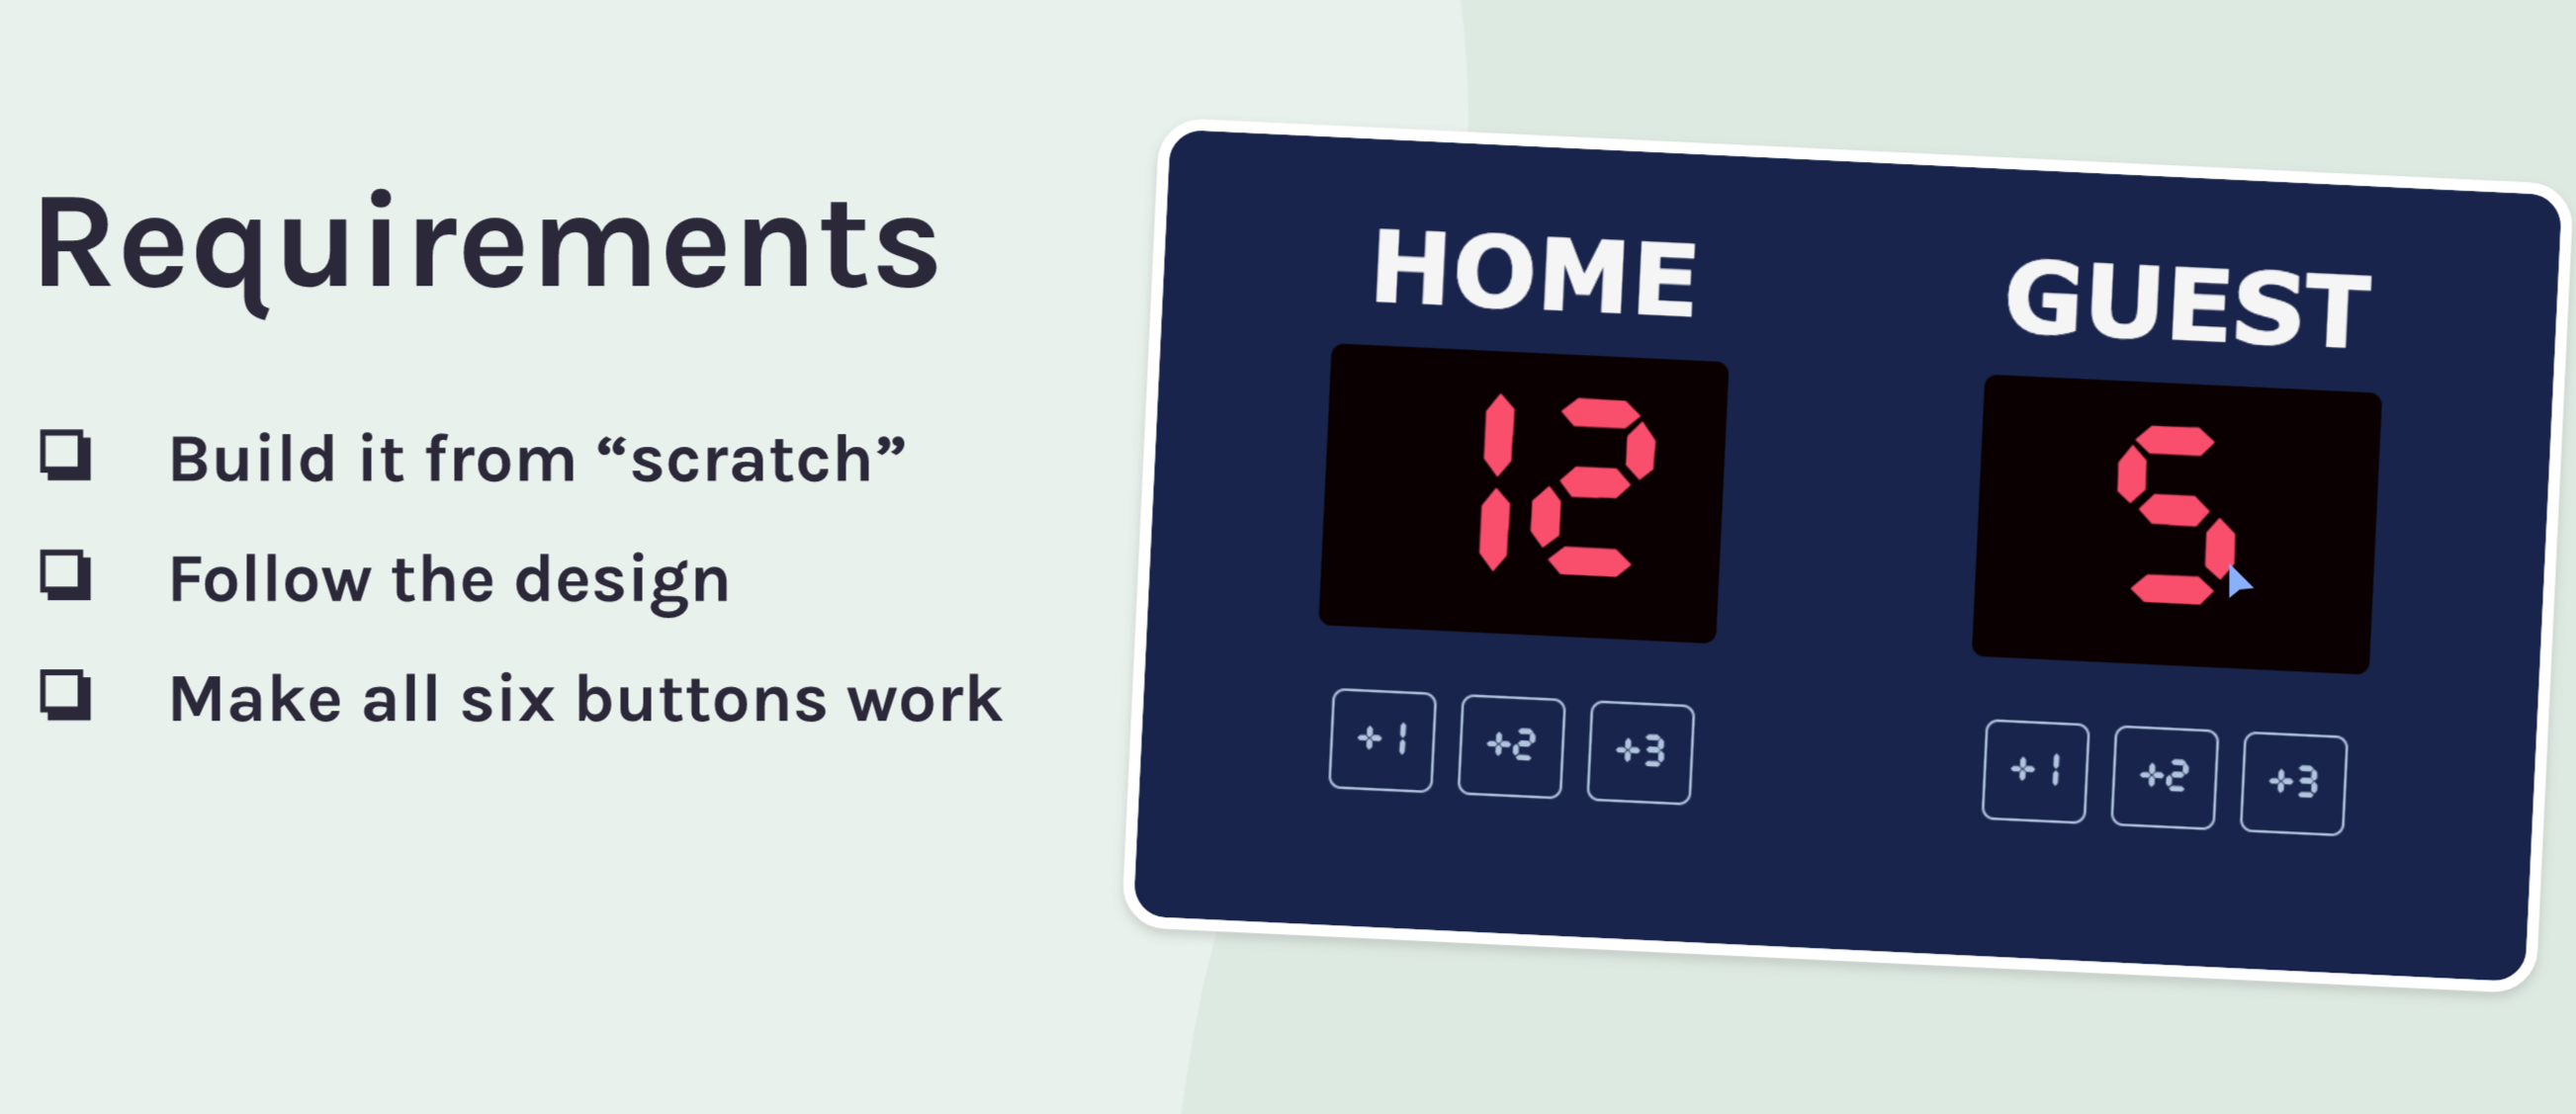 Requirements
Build it from “scratch”
Follow the design
Make all six buttons work
HOME
GUEST
12
5
+1 +2 +3
+1 +2 +3